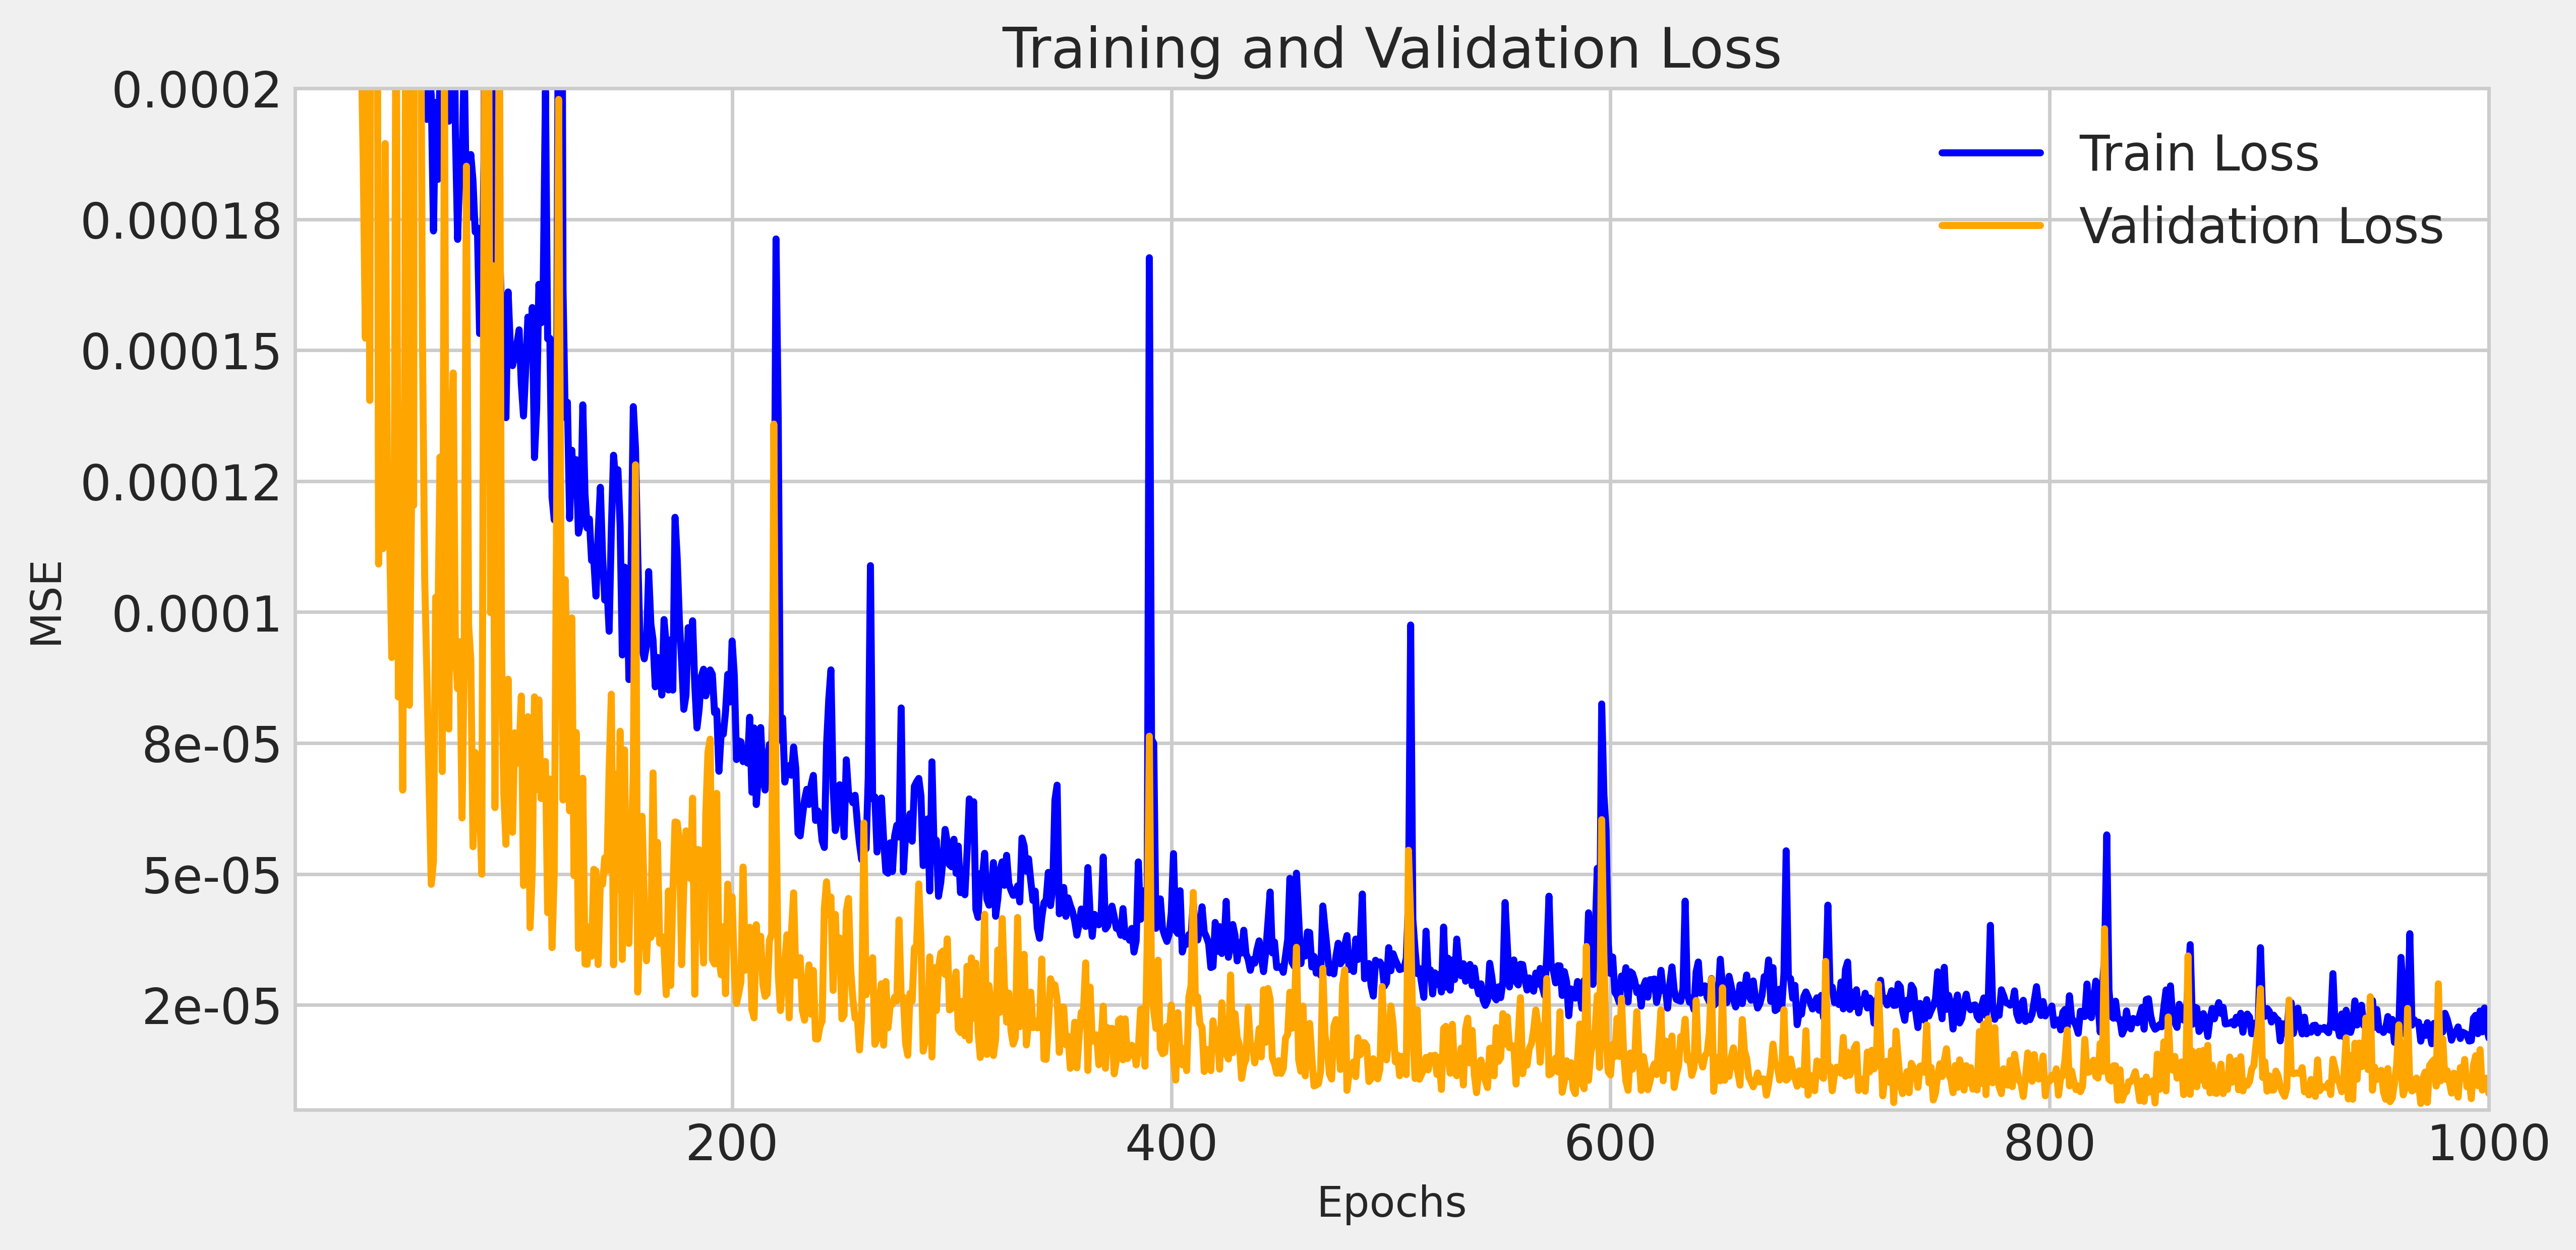 Training and Validation Loss
0.0002
0.00018
0.00015
0.00012
0.0001
8e-05
5e-05
2e-05
MSE
Train Loss
Validation Loss
200
400
600
800
1000
Epochs